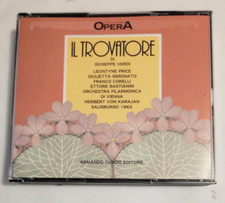 OPERA
IL TROVATORE
DI
GIUSEPPE VERDI
LEONTYNE PRICE
GIULIETTA SIMIONATO
FRANCO CORELLI
ETTORE BASTIANINI
ORCHESTRA FILARMONICA
DI VIENNA
HERBERT VON KARAJAN
SALISBURGO 1962
ARMANDO CURCIO EDITORE